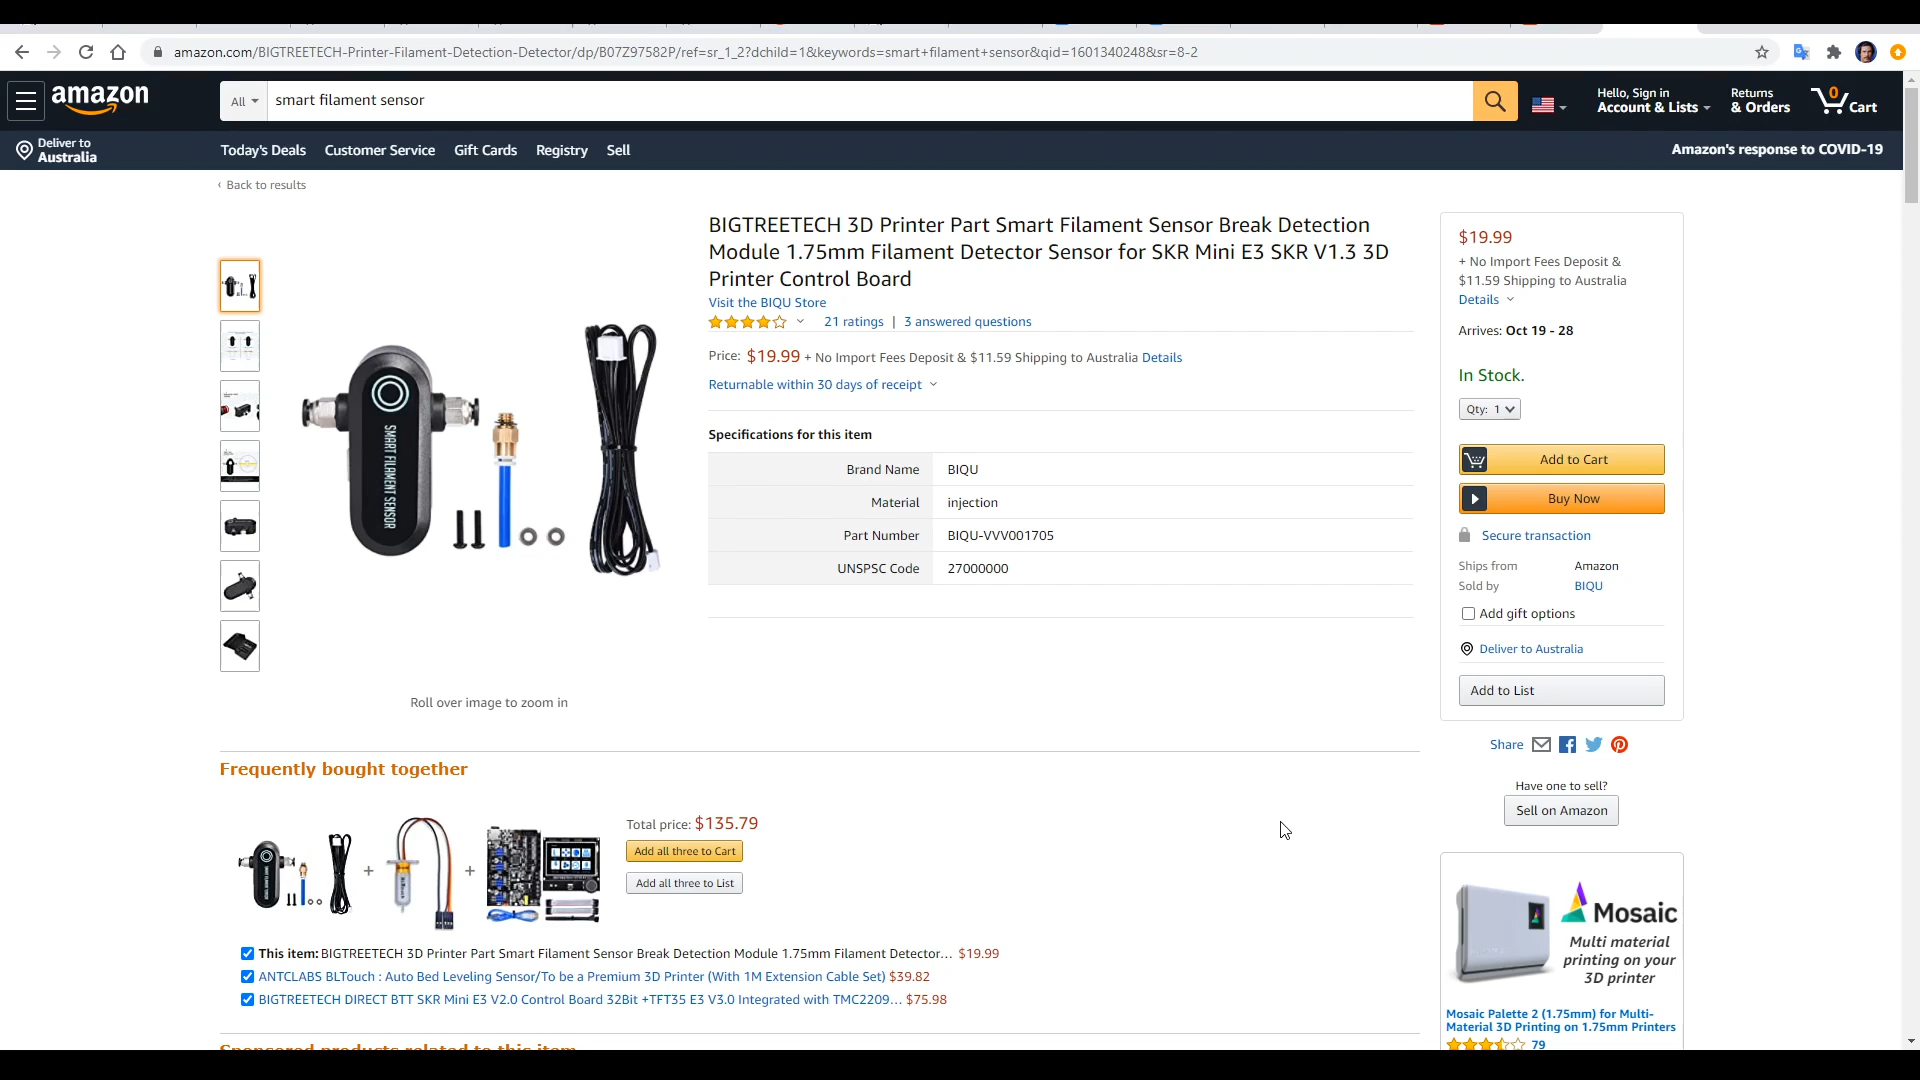 amazon.com/BIGTREETECH-Printer-Filament-Detection-Detector/dp/B07Z97582P/ref=sr_1_2?dchild=1&keywords=smart+filament+sensor&qid=1601340248&sr=8-2
amazon
All
smart filament sensor
Hello, Sign in
Account & Lists
Returns
& Orders
0
Cart
Deliver to
Australia
Today's Deals
Customer Service
Gift Cards
Registry
Sell
Amazon's response to COVID-19
‹ Back to results
BIGTREETECH 3D Printer Part Smart Filament Sensor Break Detection
Module 1.75mm Filament Detector Sensor for SKR Mini E3 SKR V1.3 3D
Printer Control Board
Visit the BIQU Store
21 ratings | 3 answered questions
Price: $19.99 + No Import Fees Deposit & $11.59 Shipping to Australia Details
Returnable within 30 days of receipt
Specifications for this item
Brand Name BIQU
Material injection
Part Number BIQU-VVV001705
UNSPSC Code 27000000
SMART FILAMENT SENSOR
Roll over image to zoom in
$19.99
+ No Import Fees Deposit &
$11.59 Shipping to Australia
Details
Arrives: Oct 19 - 28
In Stock.
Qty: 1
Add to Cart
Buy Now
Secure transaction
Ships from Amazon
Sold by BIQU
Add gift options
Deliver to Australia
Add to List
Share
Have one to sell?
Sell on Amazon
Frequently bought together
+
+
Total price: $135.79
Add all three to Cart
Add all three to List
This item: BIGTREETECH 3D Printer Part Smart Filament Sensor Break Detection Module 1.75mm Filament Detector… $19.99
ANTCLABS BLTouch : Auto Bed Leveling Sensor/To be a Premium 3D Printer (With 1M Extension Cable Set) $39.82
BIGTREETECH DIRECT BTT SKR Mini E3 V2.0 Control Board 32Bit +TFT35 E3 V3.0 Integrated with TMC2209… $75.98
Sponsored products related to this item
Mosaic
Multi material
printing on your
3D printer
Mosaic Palette 2 (1.75mm) for Multi-
Material 3D Printing on 1.75mm Printers
79